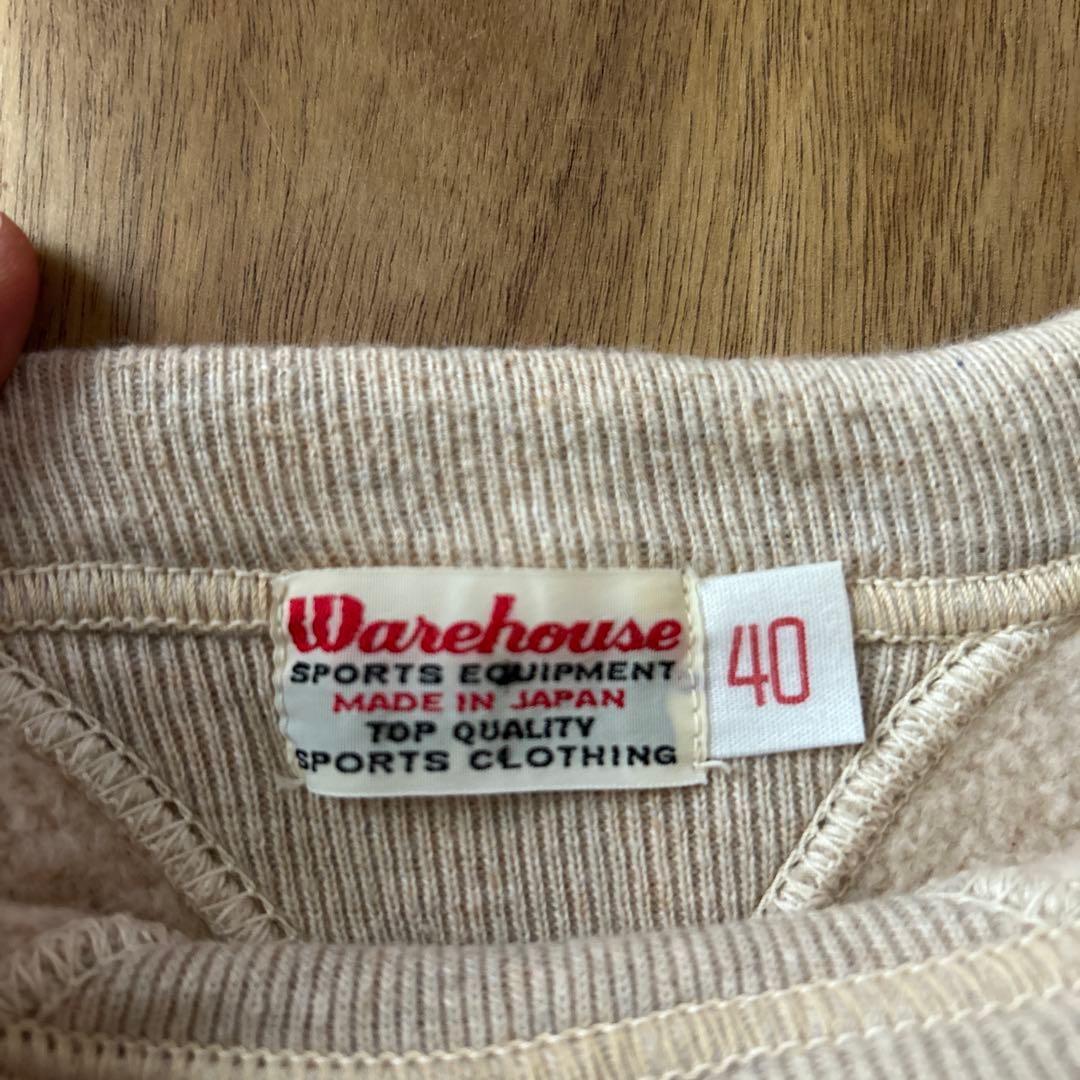 Warehouse
SPORTS EQUIPMENT
MADE IN JAPAN
TOP QUALITY
SPORTS CLOTHING
40